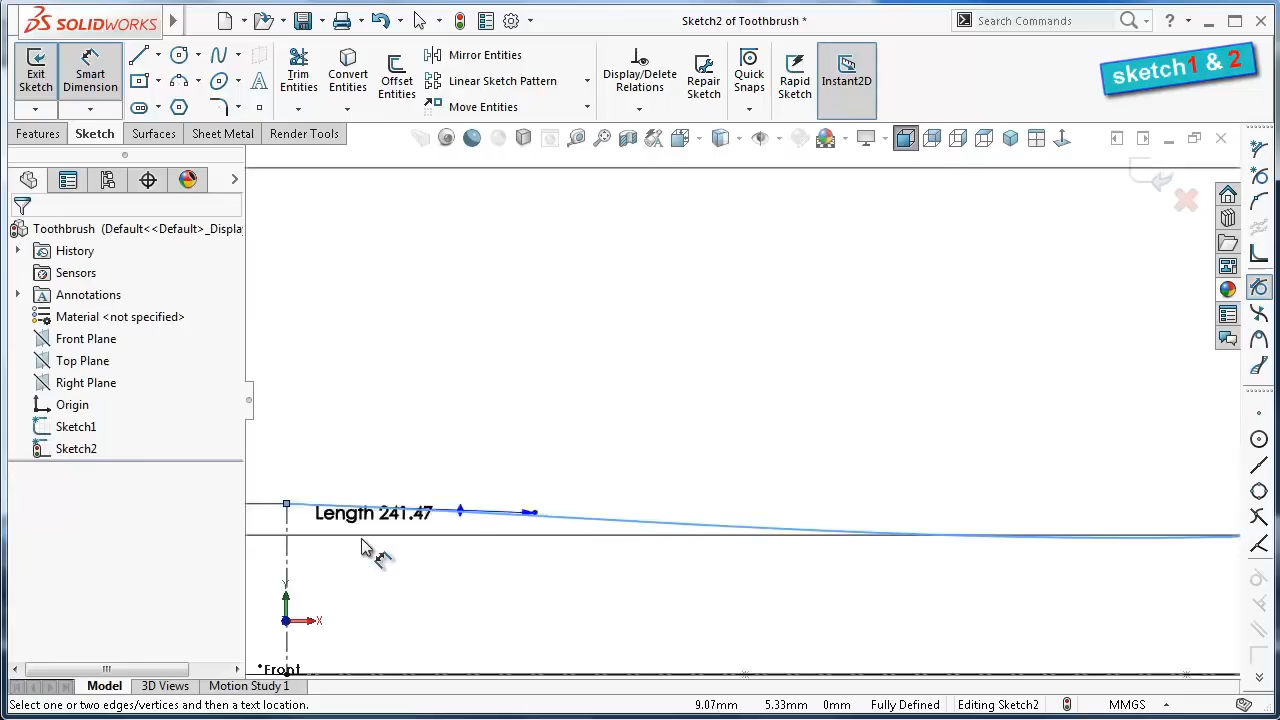 SOLIDWORKS
Sketch2 of Toothbrush *
Search Commands
?
sketch1 & 2
Exit Sketch
Smart Dimension
Trim Entities
Convert Entities
Offset Entities
Mirror Entities
Linear Sketch Pattern
Move Entities
Display/Delete Relations
Repair Sketch
Quick Snaps
Rapid Sketch
Instant2D
Features
Sketch
Surfaces
Sheet Metal
Render Tools
Toothbrush (Default<<Default>_Displa
History
Sensors
Annotations
Material <not specified>
Front Plane
Top Plane
Right Plane
Origin
Sketch1
Sketch2
Length 241.47
Y
X
*Front
Model
3D Views
Motion Study 1
Select one or two edges/vertices and then a text location.
9.07mm
5.33mm
0mm
Fully Defined
Editing Sketch2
MMGS